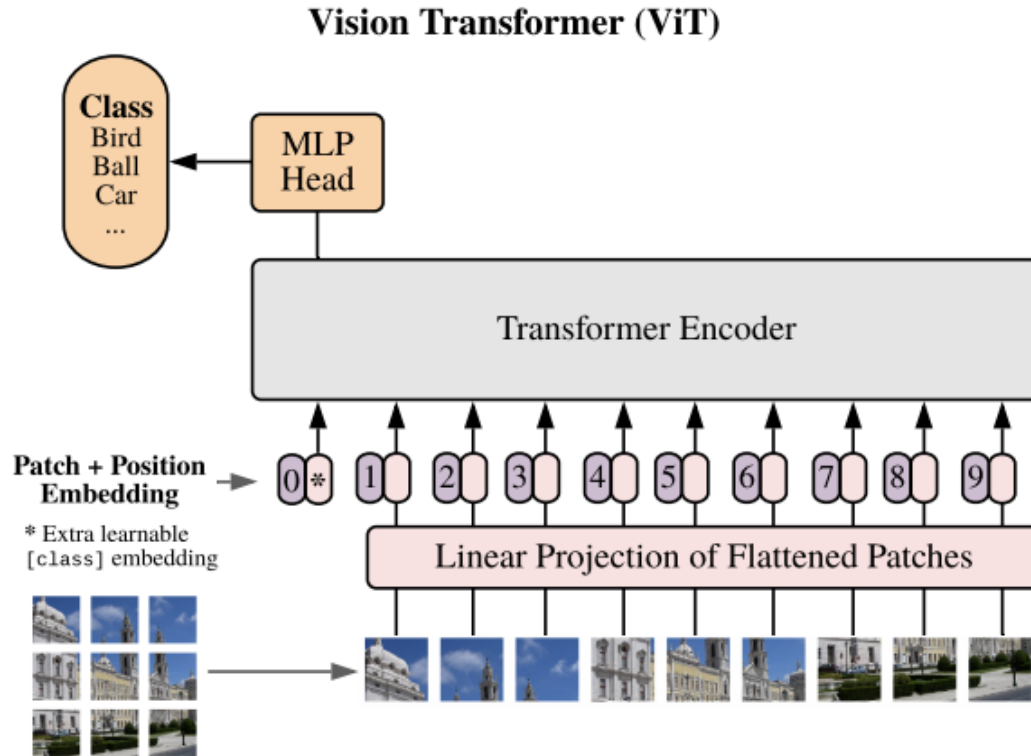 Vision Transformer (ViT)
Class
Bird
Ball
Car
...
MLP
Head
Transformer Encoder
Patch + Position
Embedding
0 * 1 2 3 4 5 6 7 8 9
* Extra learnable
[class] embedding
Linear Projection of Flattened Patches